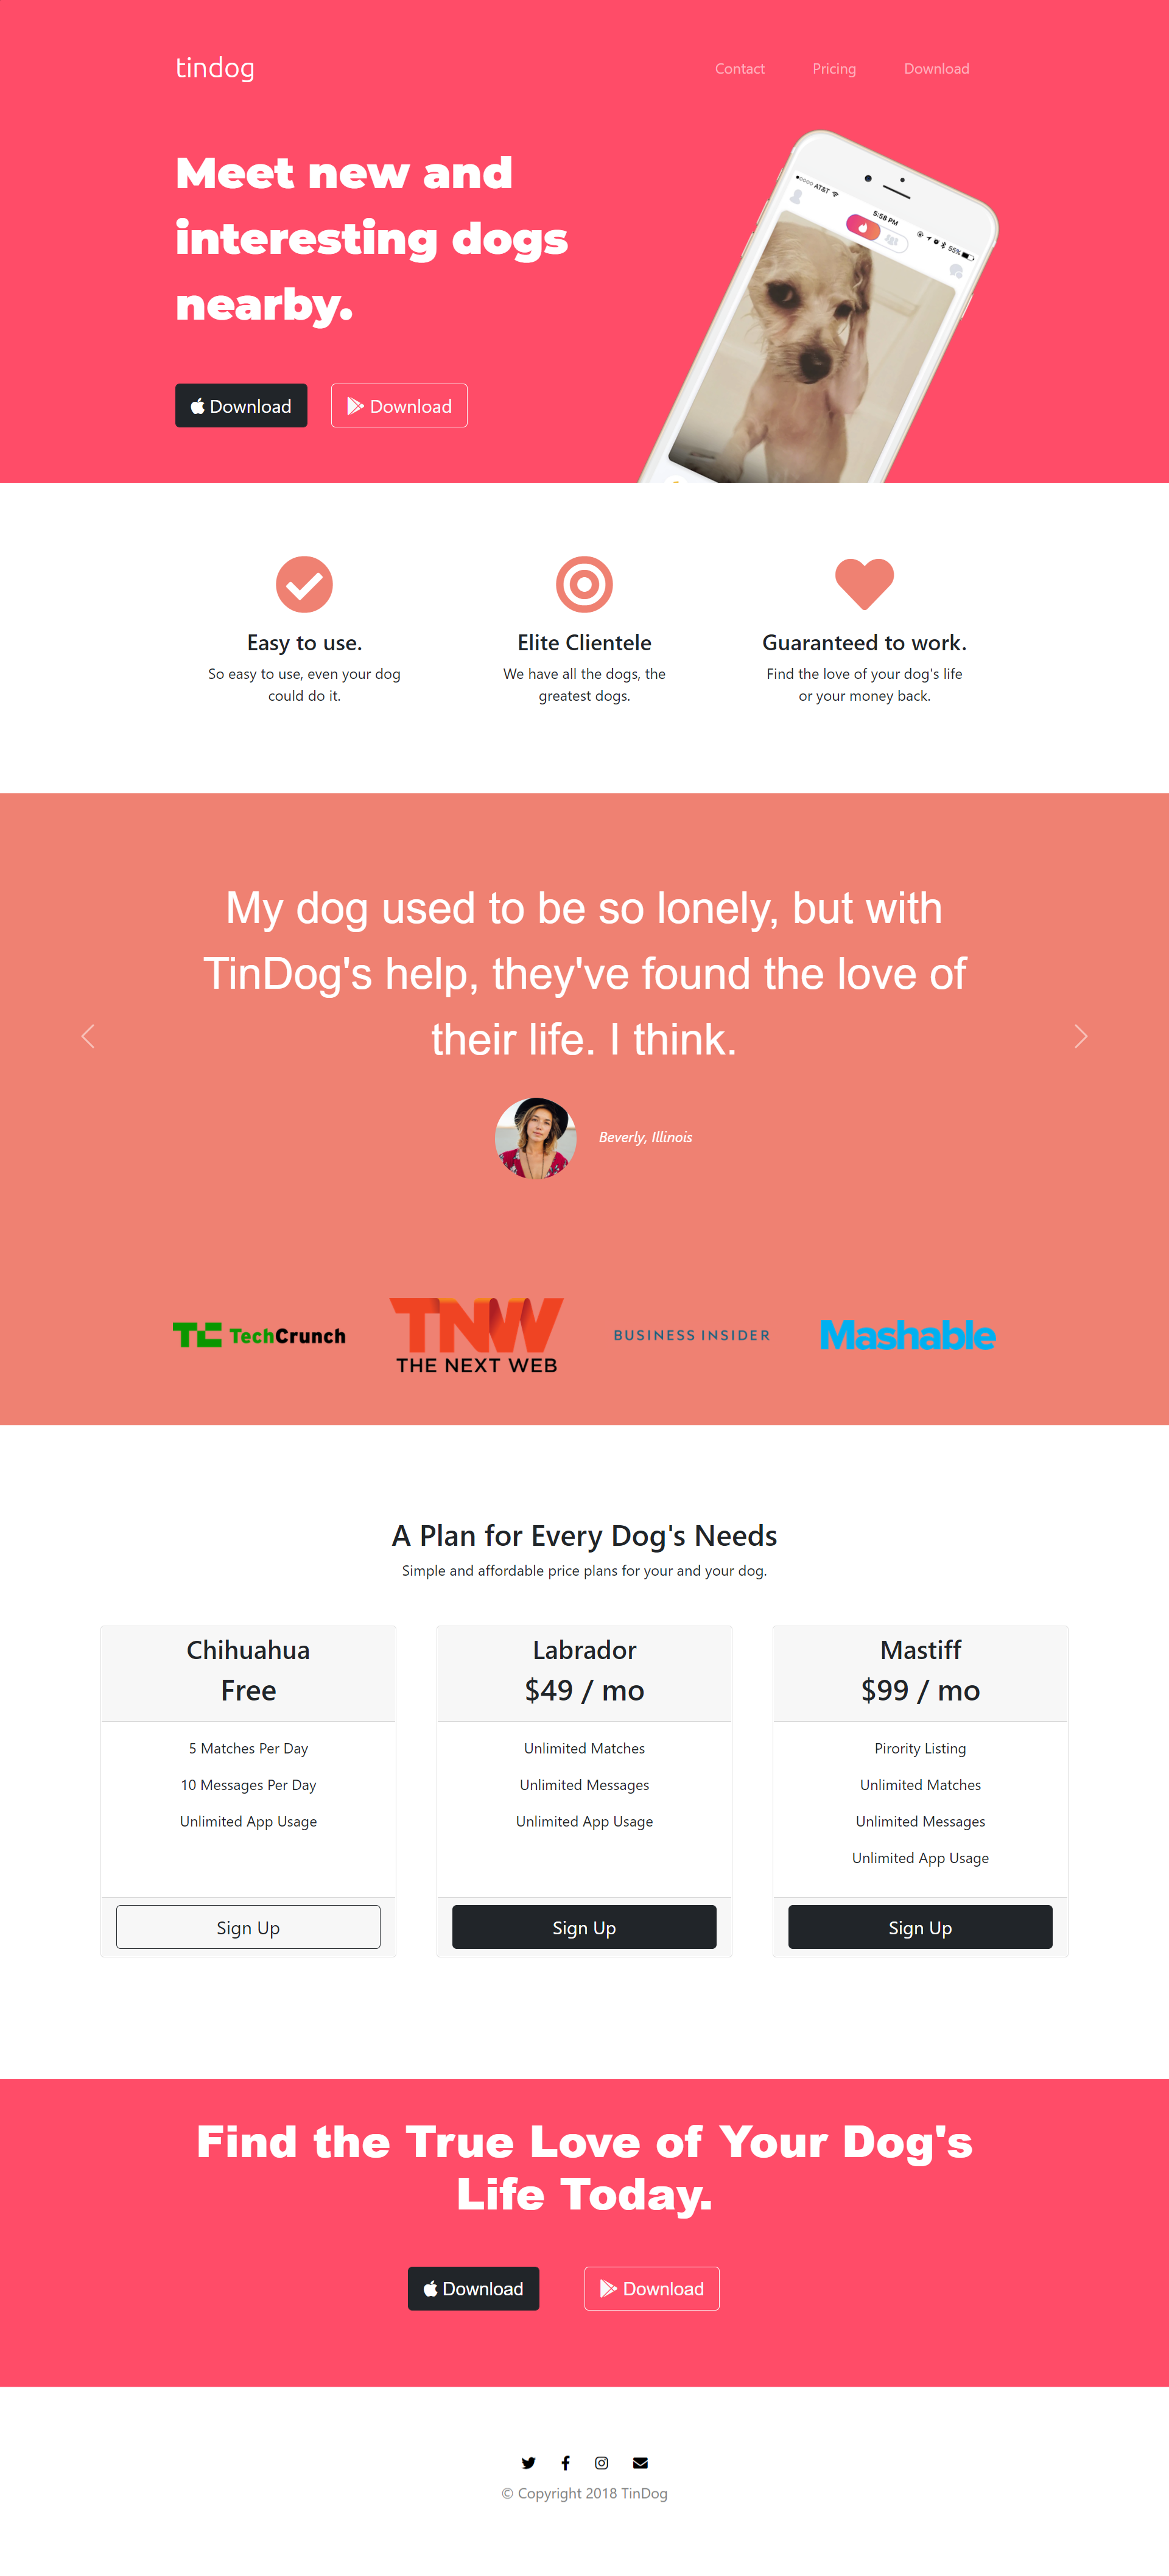 tindog
Contact Pricing Download
Meet new and
interesting dogs
nearby.
Download Download
AT&T 5:58 PM 55%
Easy to use. Elite Clientele Guaranteed to work.
So easy to use, even your dog We have all the dogs, the Find the love of your dog's life
could do it. greatest dogs. or your money back.
My dog used to be so lonely, but with
TinDog's help, they've found the love of
their life. I think.
Beverly, Illinois
TC TechCrunch TNW BUSINESS INSIDER Mashable
THE NEXT WEB
A Plan for Every Dog's Needs
Simple and affordable price plans for your and your dog.
Chihuahua Labrador Mastiff
Free $49 / mo $99 / mo
5 Matches Per Day Unlimited Matches Pirority Listing
10 Messages Per Day Unlimited Messages Unlimited Matches
Unlimited App Usage Unlimited App Usage Unlimited Messages
Unlimited App Usage
Sign Up Sign Up Sign Up
Find the True Love of Your Dog's
Life Today.
Download Download
© Copyright 2018 TinDog